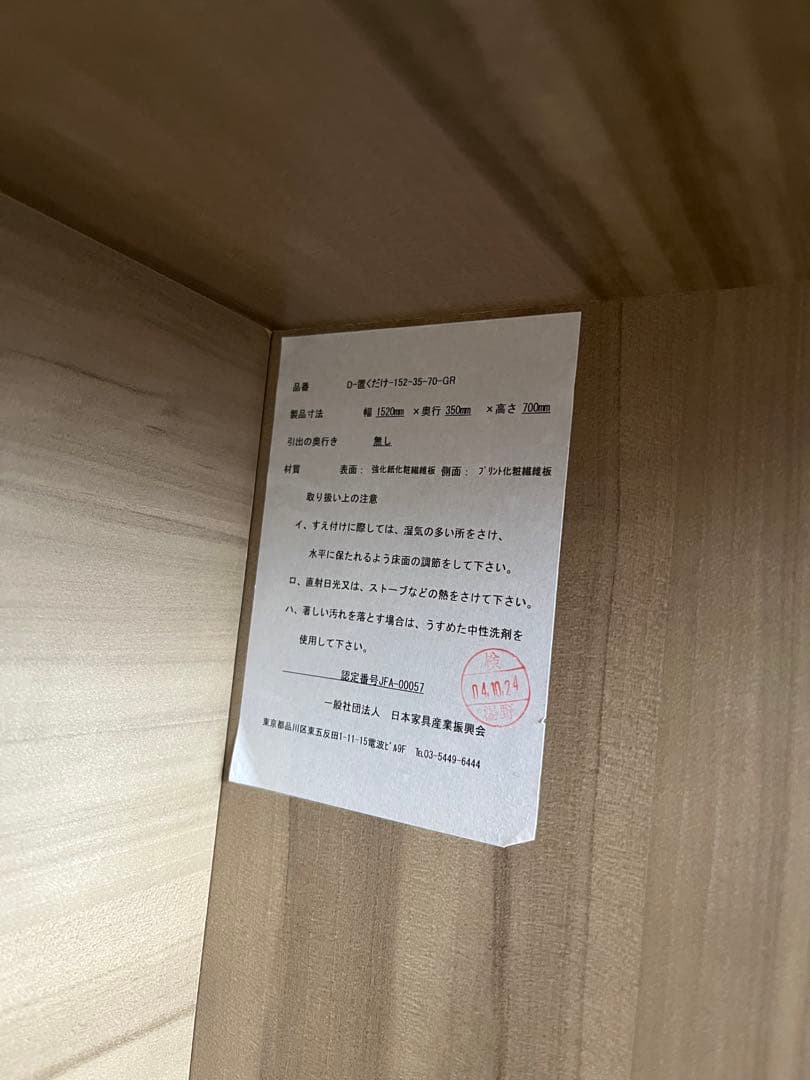 品番 D-置くだけ-152-35-70-GR
製品寸法 幅 1520mm ×奥行 350mm ×高さ 700mm
引出の奥行き 無し
材質 表面： 強化紙化粧繊維板 側面： プリント化粧繊維板
取り扱い上の注意
イ、すえ付けに際しては、湿気の多い所をさけ、
水平に保たれるよう床面の調節をして下さい。
ロ、直射日光又は、ストーブなどの熱をさけて下さい。
ハ、著しい汚れを落とす場合は、うすめた中性洗剤を
使用して下さい。
認定番号JFA-00057
一般社団法人 日本家具産業振興会
東京都品川区東五反田1-11-15電波ビル9F ℡03-5449-6444
検
04.10.24